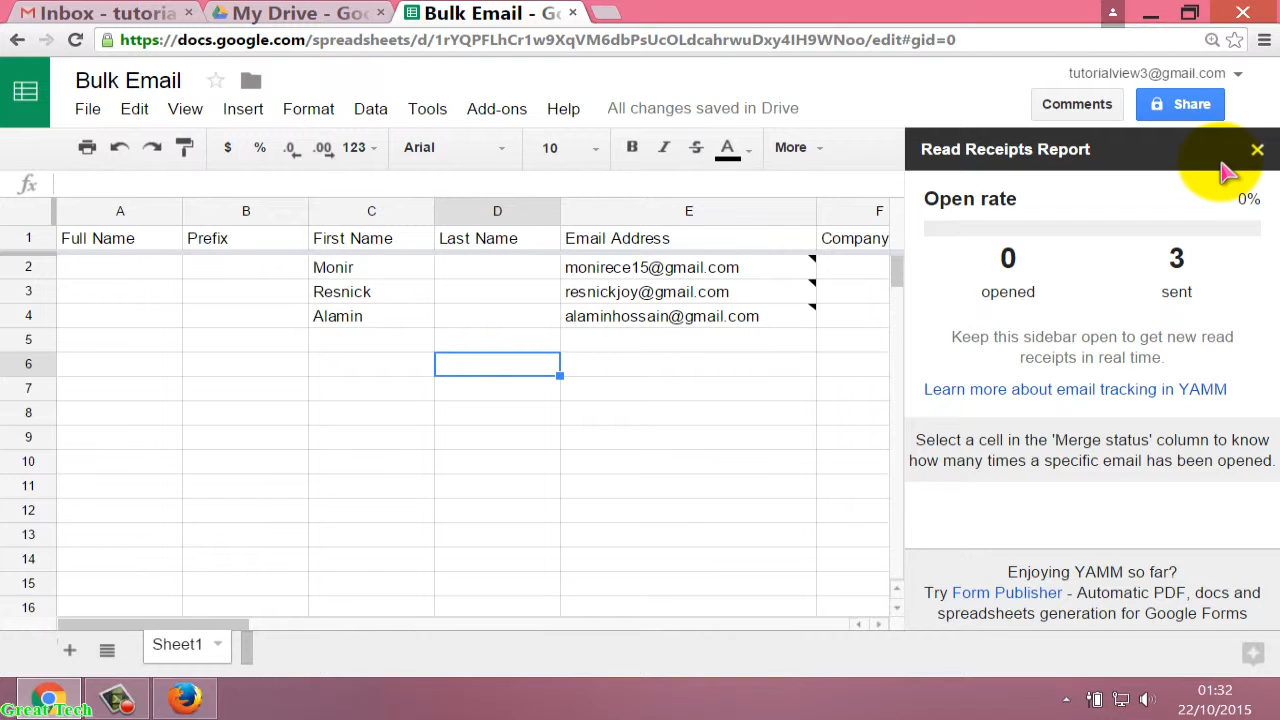 Inbox - tutoria
My Drive - Goo
Bulk Email - Go
https://docs.google.com/spreadsheets/d/1rYQPFLhCr1w9XqVM6dbPsUcOLdcahrwuDxy4IH9WNoo/edit#gid=0
Bulk Email
tutorialview3@gmail.com
File Edit View Insert Format Data Tools Add-ons Help All changes saved in Drive
Comments
Share
$ % .0 .00 123 Arial 10 B I S A More
Read Receipts Report
fx
A B C D E F
1 Full Name Prefix First Name Last Name Email Address Company
2 Monir monirece15@gmail.com
3 Resnick resnickjoy@gmail.com
4 Alamin alaminhossain@gmail.com
5
6
7
8
9
10
11
12
13
14
15
16
Open rate 0%
0 3
opened sent
Keep this sidebar open to get new read
receipts in real time.
Learn more about email tracking in YAMM
Select a cell in the 'Merge status' column to know
how many times a specific email has been opened.
Enjoying YAMM so far?
Try Form Publisher - Automatic PDF, docs and
spreadsheets generation for Google Forms
Sheet1
Great Tech
01:32
22/10/2015